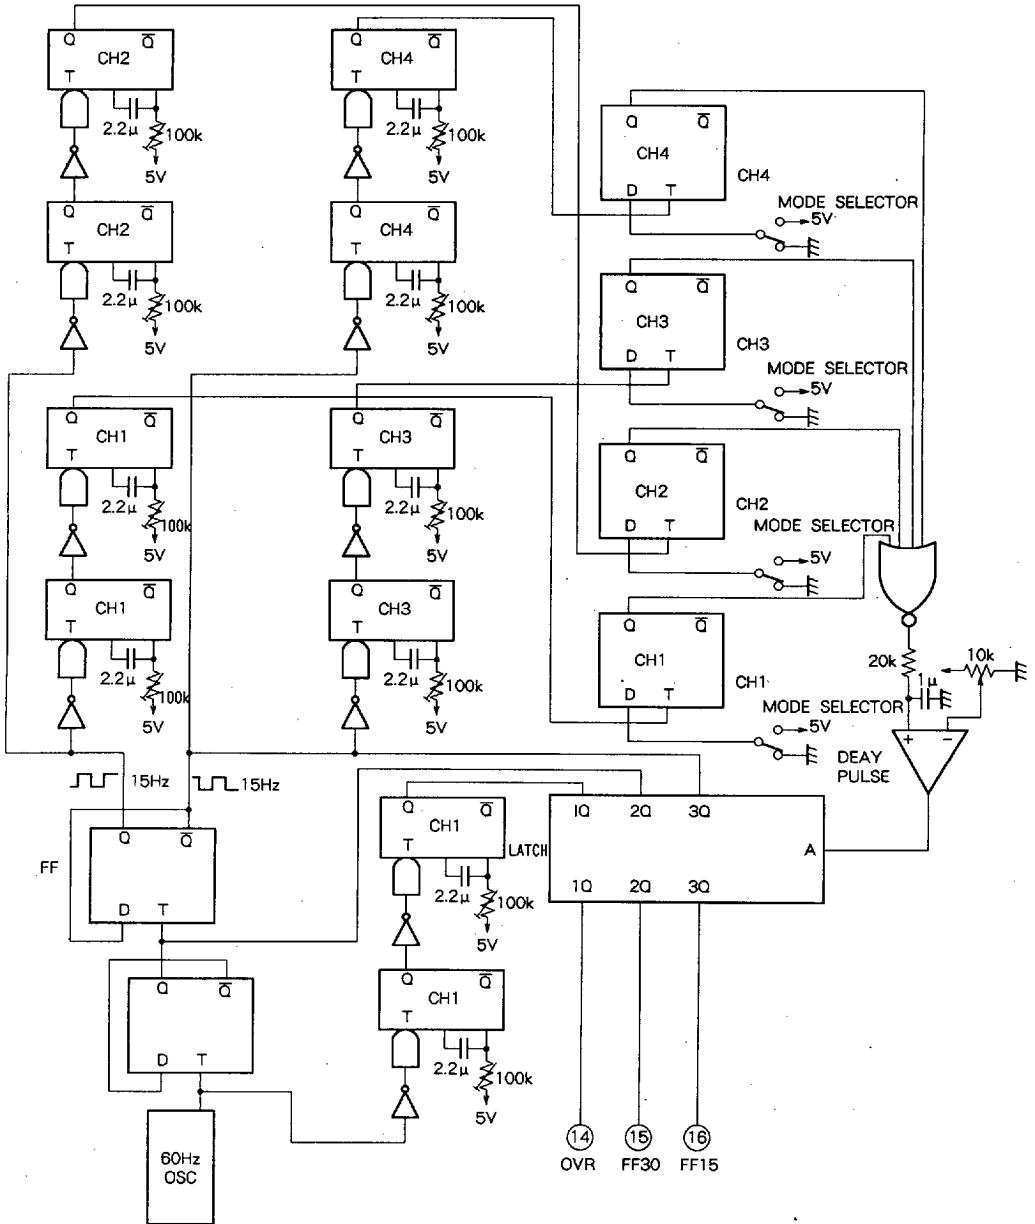 Q Q̅
CH2
T
2.2μ
100k
5V
Q Q̅
CH4
T
2.2μ
100k
5V
Q Q̅
CH4
D T
CH4
MODE SELECTOR
5V
Q Q̅
CH2
T
2.2μ
100k
5V
Q Q̅
CH4
T
2.2μ
100k
5V
Q Q̅
CH3
D T
CH3
MODE SELECTOR
5V
Q Q̅
CH1
T
2.2μ
100k
5V
Q Q̅
CH3
T
2.2μ
100k
5V
Q Q̅
CH2
D T
CH2
MODE SELECTOR
5V
Q Q̅
CH1
T
2.2μ
100k
5V
Q Q̅
CH3
T
2.2μ
100k
5V
Q Q̅
CH1
D T
CH1
MODE SELECTOR
5V
20k
10k
1μ
+ −
DEAY
PULSE
15Hz
15Hz
Q Q̅
FF
D T
Q Q̅
CH1
T
2.2μ
100k
5V
LATCH
1Q 2Q 3Q
A
1Q 2Q 3Q
Q Q̅
D T
Q Q̅
CH1
T
2.2μ
100k
5V
60Hz
OSC
14 15 16
OVR FF30 FF15